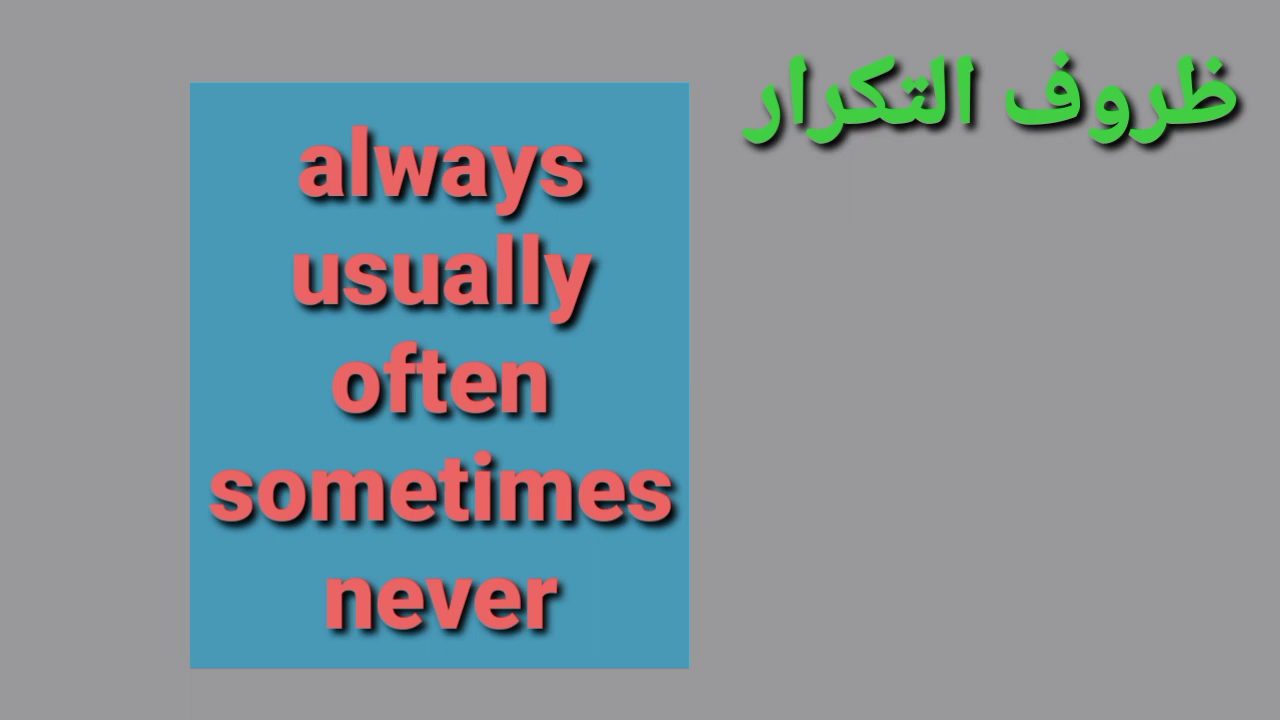 ظروف التكرار
always
usually
often
sometimes
never